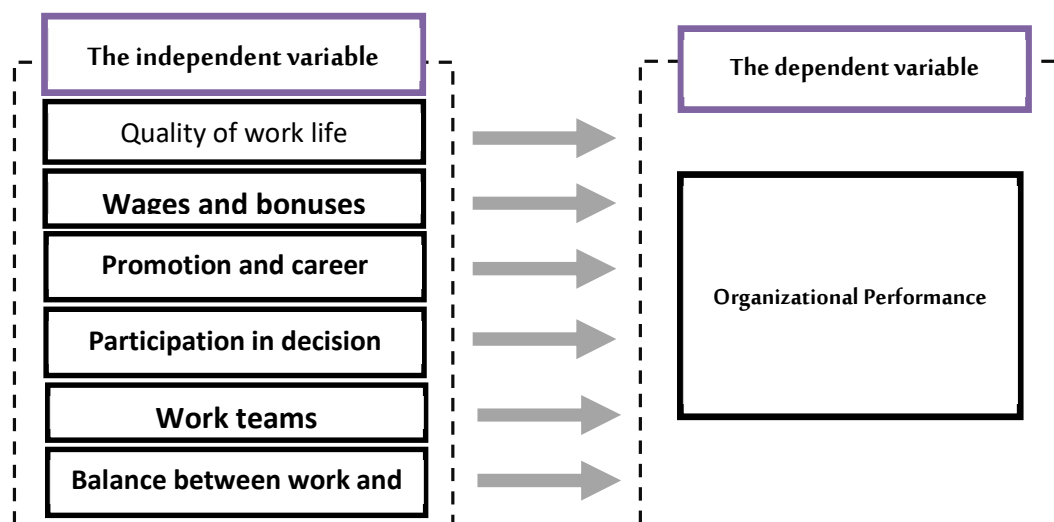 The independent variable
Quality of work life
Wages and bonuses
Promotion and career
Participation in decision
Work teams
Balance between work and
The dependent variable
Organizational Performance